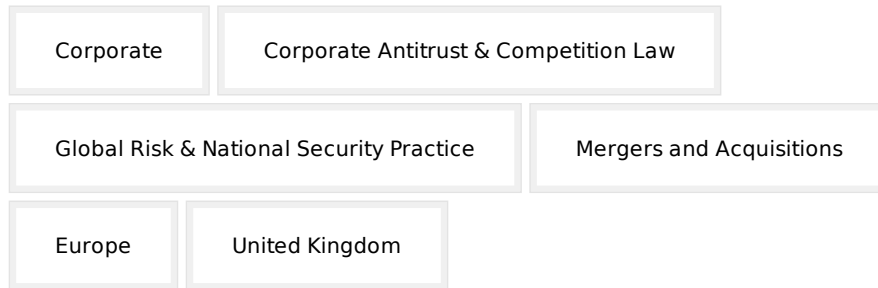 Corporate Corporate Antitrust & Competition Law
Global Risk & National Security Practice Mergers and Acquisitions
Europe United Kingdom